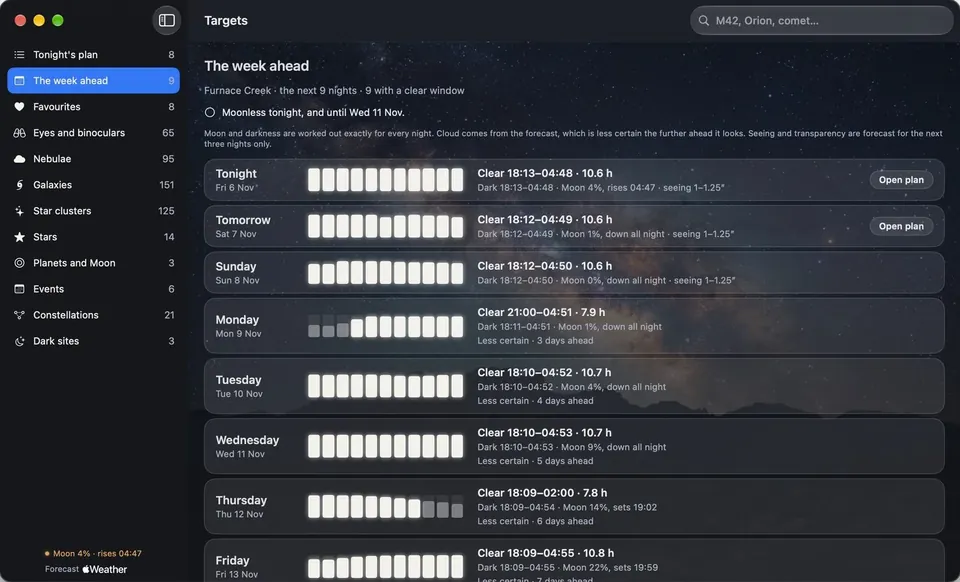 Targets
M42, Orion, comet...
Tonight's plan 8
The week ahead 9
Favourites 8
Eyes and binoculars 65
Nebulae 95
Galaxies 151
Star clusters 125
Stars 14
Planets and Moon 3
Events 6
Constellations 21
Dark sites 3
Moon 4% · rises 04:47
Forecast Weather
The week ahead
Furnace Creek · the next 9 nights · 9 with a clear window
Moonless tonight, and until Wed 11 Nov.
Moon and darkness are worked out exactly for every night. Cloud comes from the forecast, which is less certain the further ahead it looks. Seeing and transparency are forecast for the next
three nights only.
Tonight
Fri 6 Nov
Clear 18:13–04:48 · 10.6 h
Dark 18:13–04:48 · Moon 4%, rises 04:47 · seeing 1–1.25″
Open plan
Tomorrow
Sat 7 Nov
Clear 18:12–04:49 · 10.6 h
Dark 18:12–04:49 · Moon 1%, down all night · seeing 1–1.25″
Open plan
Sunday
Sun 8 Nov
Clear 18:12–04:50 · 10.6 h
Dark 18:12–04:50 · Moon 0%, down all night · seeing 1–1.25″
Monday
Mon 9 Nov
Clear 21:00–04:51 · 7.9 h
Dark 18:11–04:51 · Moon 1%, down all night
Less certain · 3 days ahead
Tuesday
Tue 10 Nov
Clear 18:10–04:52 · 10.7 h
Dark 18:10–04:52 · Moon 4%, down all night
Less certain · 4 days ahead
Wednesday
Wed 11 Nov
Clear 18:10–04:53 · 10.7 h
Dark 18:10–04:53 · Moon 9%, down all night
Less certain · 5 days ahead
Thursday
Thu 12 Nov
Clear 18:09–02:00 · 7.8 h
Dark 18:09–04:54 · Moon 14%, sets 19:02
Less certain · 6 days ahead
Friday
Fri 13 Nov
Clear 18:09–04:55 · 10.8 h
Dark 18:09–04:55 · Moon 22%, sets 19:59
Less certain · 7 days ahead